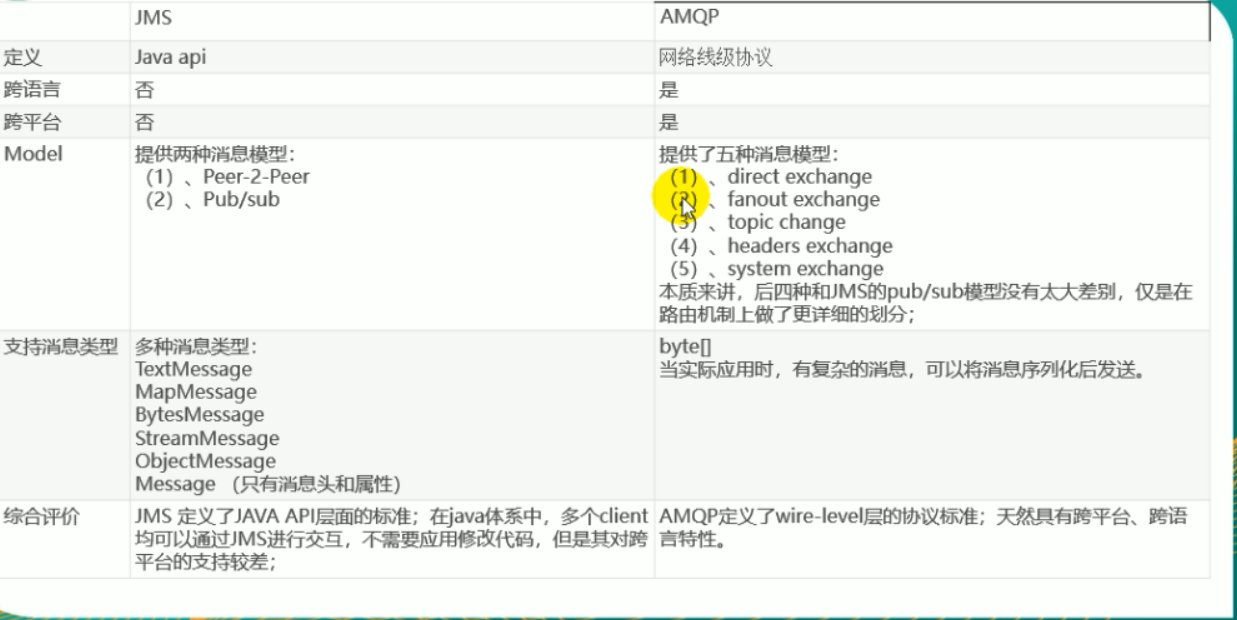 JMS AMQP
定义 Java api 网络线级协议
跨语言 否 是
跨平台 否 是
Model 提供两种消息模型： 提供了五种消息模型：
（1）、Peer-2-Peer （1）、direct exchange
（2）、Pub/sub （2）、fanout exchange
（3）、topic change
（4）、headers exchange
（5）、system exchange
本质来讲，后四种和JMS的pub/sub模型没有太大差别，仅是在
路由机制上做了更详细的划分；
支持消息类型 多种消息类型： byte[]
TextMessage 当实际应用时，有复杂的消息，可以将消息序列化后发送。
MapMessage
BytesMessage
StreamMessage
ObjectMessage
Message （只有消息头和属性）
综合评价 JMS 定义了JAVA API层面的标准；在java体系中，多个client AMQP定义了wire-level层的协议标准；天然具有跨平台、跨语
均可以通过JMS进行交互，不需要应用修改代码，但是其对跨 言特性。
平台的支持较差；